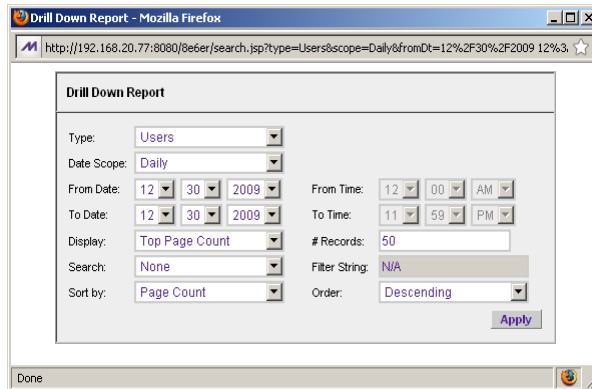 Drill Down Report - Mozilla Firefox
http://192.168.20.77:8080/8e6er/search.jsp?type=Users&scope=Daily&fromDt=12%2F30%2F2009 12%3
Drill Down Report
Type: Users
Date Scope: Daily
From Date: 12 30 2009 From Time: 12 00 AM
To Date: 12 30 2009 To Time: 11 59 PM
Display: Top Page Count # Records: 50
Search: None Filter String: N/A
Sort by: Page Count Order: Descending
Apply
Done